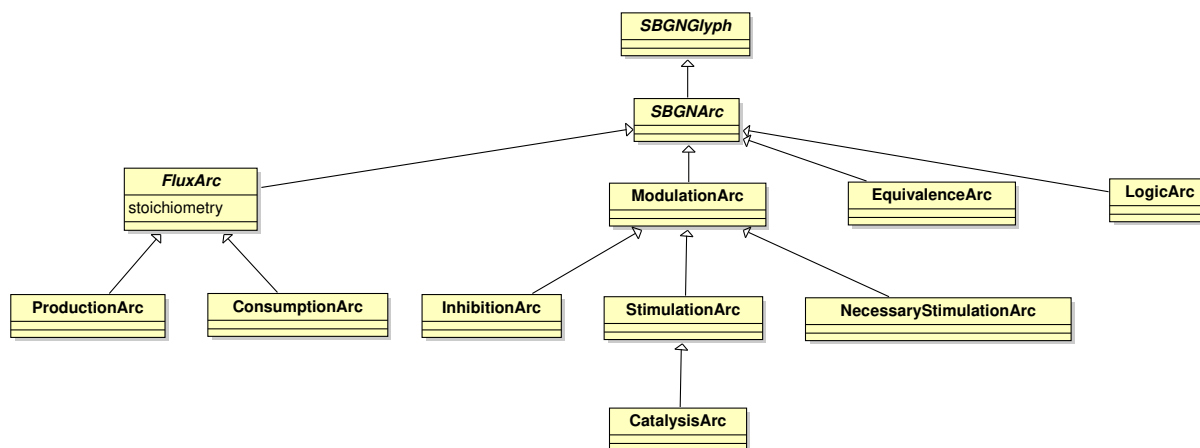 SBGNGlyph
SBGNArc
FluxArc
stoichiometry
ModulationArc
EquivalenceArc
LogicArc
ProductionArc
ConsumptionArc
InhibitionArc
StimulationArc
NecessaryStimulationArc
CatalysisArc